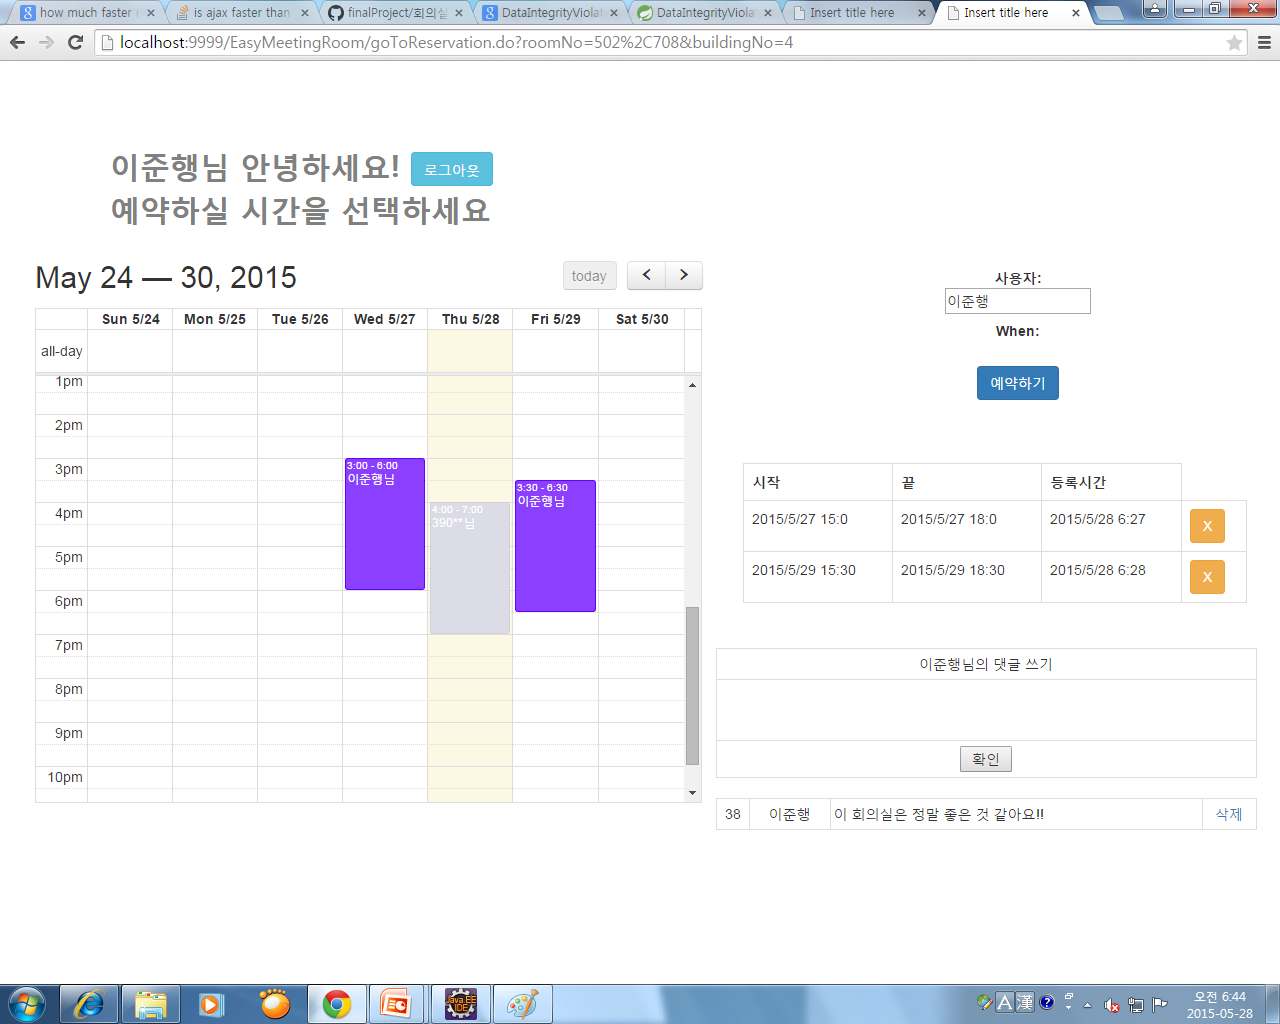 how much faster
is ajax faster than
finalProject/회의실
DataIntegrityViolat
DataIntegrityViola
Insert title here
Insert title here
localhost:9999/EasyMeetingRoom/goToReservation.do?roomNo=502%2C708&buildingNo=4
이준행님 안녕하세요! 로그아웃
예약하실 시간을 선택하세요
May 24 — 30, 2015
today
Sun 5/24 Mon 5/25 Tue 5/26 Wed 5/27 Thu 5/28 Fri 5/29 Sat 5/30
all-day
1pm
2pm
3pm
4pm
5pm
6pm
7pm
8pm
9pm
10pm
3:00 - 6:00
이준행님
4:00 - 7:00
390**님
3:30 - 6:30
이준행님
사용자:
이준행
When:
예약하기
시작 끝 등록시간
2015/5/27 15:0 2015/5/27 18:0 2015/5/28 6:27 X
2015/5/29 15:30 2015/5/29 18:30 2015/5/28 6:28 X
이준행님의 댓글 쓰기
확인
38 이준행 이 회의실은 정말 좋은 것 같아요!! 삭제
Java EE
IDE
A 漢
오전 6:44
2015-05-28